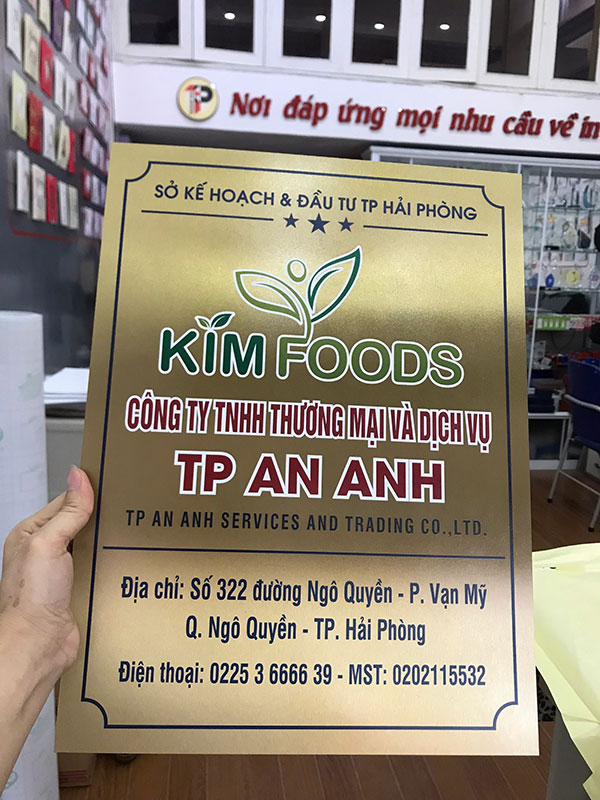 TP
Nơi đáp ứng mọi nhu cầu về in
SỞ KẾ HOẠCH & ĐẦU TƯ TP HẢI PHÒNG
KIM FOODS
CÔNG TY TNHH THƯƠNG MẠI VÀ DỊCH VỤ
TP AN ANH
TP AN ANH SERVICES AND TRADING CO.,LTD.
Địa chỉ: Số 322 đường Ngô Quyền - P. Vạn Mỹ
Q. Ngô Quyền - TP. Hải Phòng
Điện thoại: 0225 3 6666 39 - MST: 0202115532